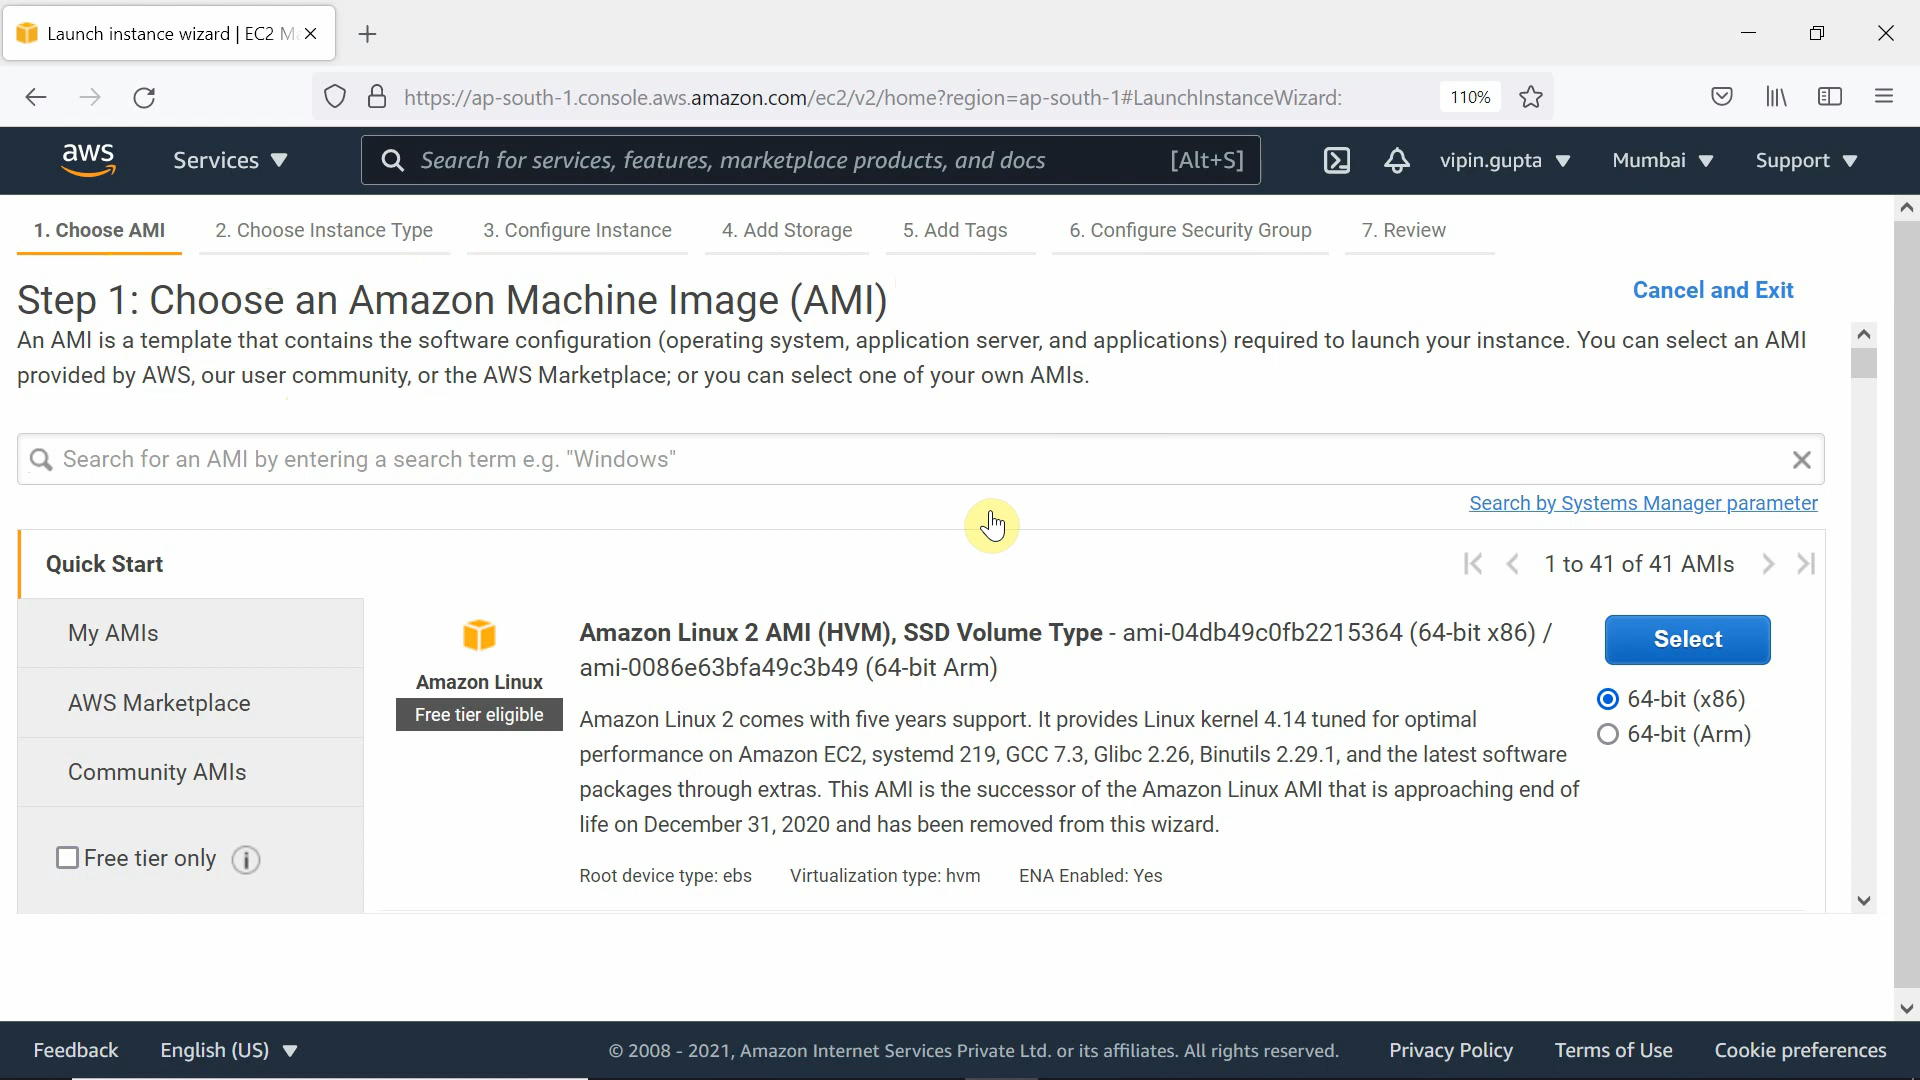 Launch instance wizard | EC2 M
https://ap-south-1.console.aws.amazon.com/ec2/v2/home?region=ap-south-1#LaunchInstanceWizard:
110%
aws
Services
Search for services, features, marketplace products, and docs
[Alt+S]
vipin.gupta
Mumbai
Support
1. Choose AMI
2. Choose Instance Type
3. Configure Instance
4. Add Storage
5. Add Tags
6. Configure Security Group
7. Review
Step 1: Choose an Amazon Machine Image (AMI)
Cancel and Exit
An AMI is a template that contains the software configuration (operating system, application server, and applications) required to launch your instance. You can select an AMI
provided by AWS, our user community, or the AWS Marketplace; or you can select one of your own AMIs.
Search for an AMI by entering a search term e.g. "Windows"
Search by Systems Manager parameter
Quick Start
1 to 41 of 41 AMIs
My AMIs
AWS Marketplace
Community AMIs
Free tier only
Amazon Linux
Free tier eligible
Amazon Linux 2 AMI (HVM), SSD Volume Type - ami-04db49c0fb2215364 (64-bit x86) /
ami-0086e63bfa49c3b49 (64-bit Arm)
Amazon Linux 2 comes with five years support. It provides Linux kernel 4.14 tuned for optimal
performance on Amazon EC2, systemd 219, GCC 7.3, Glibc 2.26, Binutils 2.29.1, and the latest software
packages through extras. This AMI is the successor of the Amazon Linux AMI that is approaching end of
life on December 31, 2020 and has been removed from this wizard.
Root device type: ebs
Virtualization type: hvm
ENA Enabled: Yes
Select
64-bit (x86)
64-bit (Arm)
Feedback
English (US)
© 2008 - 2021, Amazon Internet Services Private Ltd. or its affiliates. All rights reserved.
Privacy Policy
Terms of Use
Cookie preferences